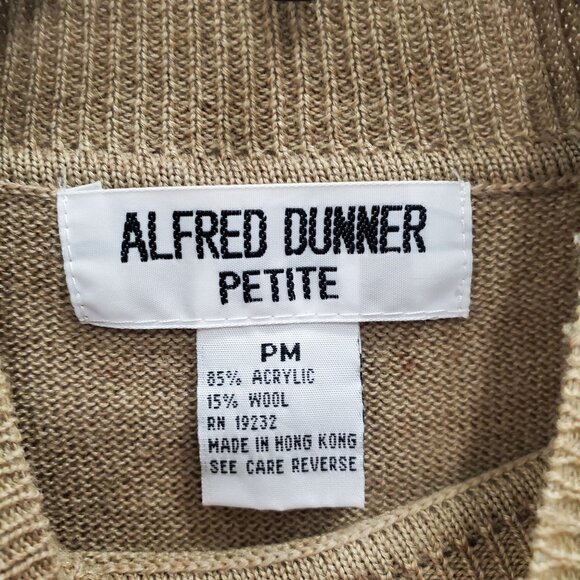 ALFRED DUNNER
PETITE
PM
85% ACRYLIC
15% WOOL
RN 19232
MADE IN HONG KONG
SEE CARE REVERSE